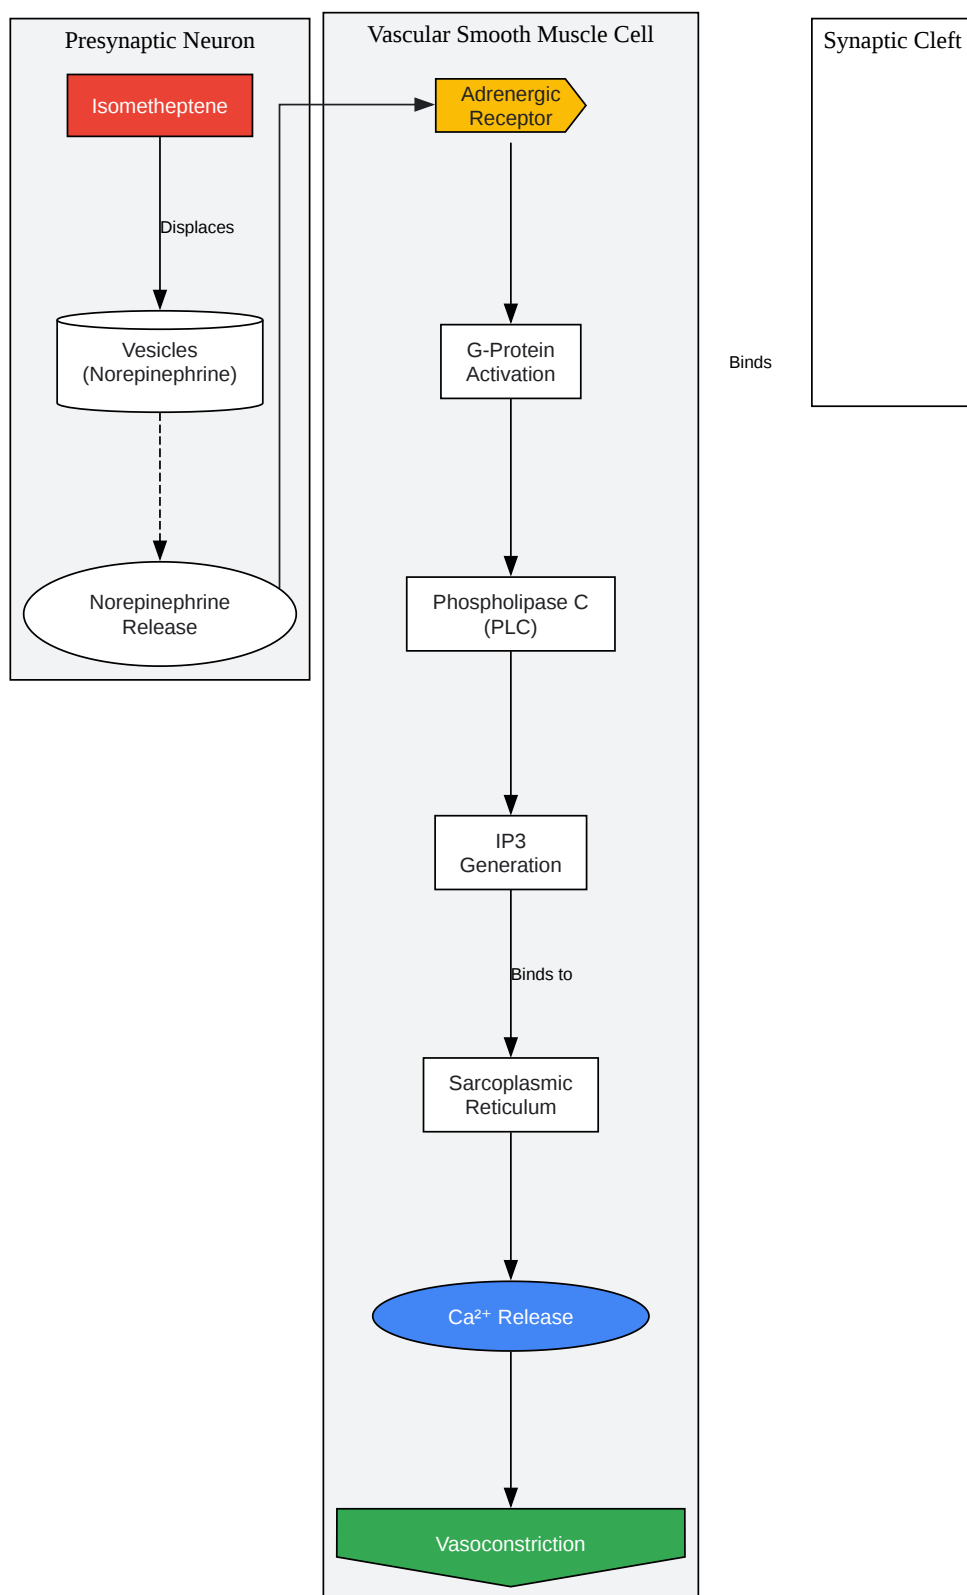 Presynaptic Neuron
Isometheptene
Displaces
Vesicles
(Norepinephrine)
Norepinephrine
Release
Vascular Smooth Muscle Cell
Adrenergic
Receptor
G-Protein
Activation
Phospholipase C
(PLC)
IP3
Generation
Binds to
Sarcoplasmic
Reticulum
Ca²⁺ Release
Vasoconstriction
Binds
Synaptic Cleft